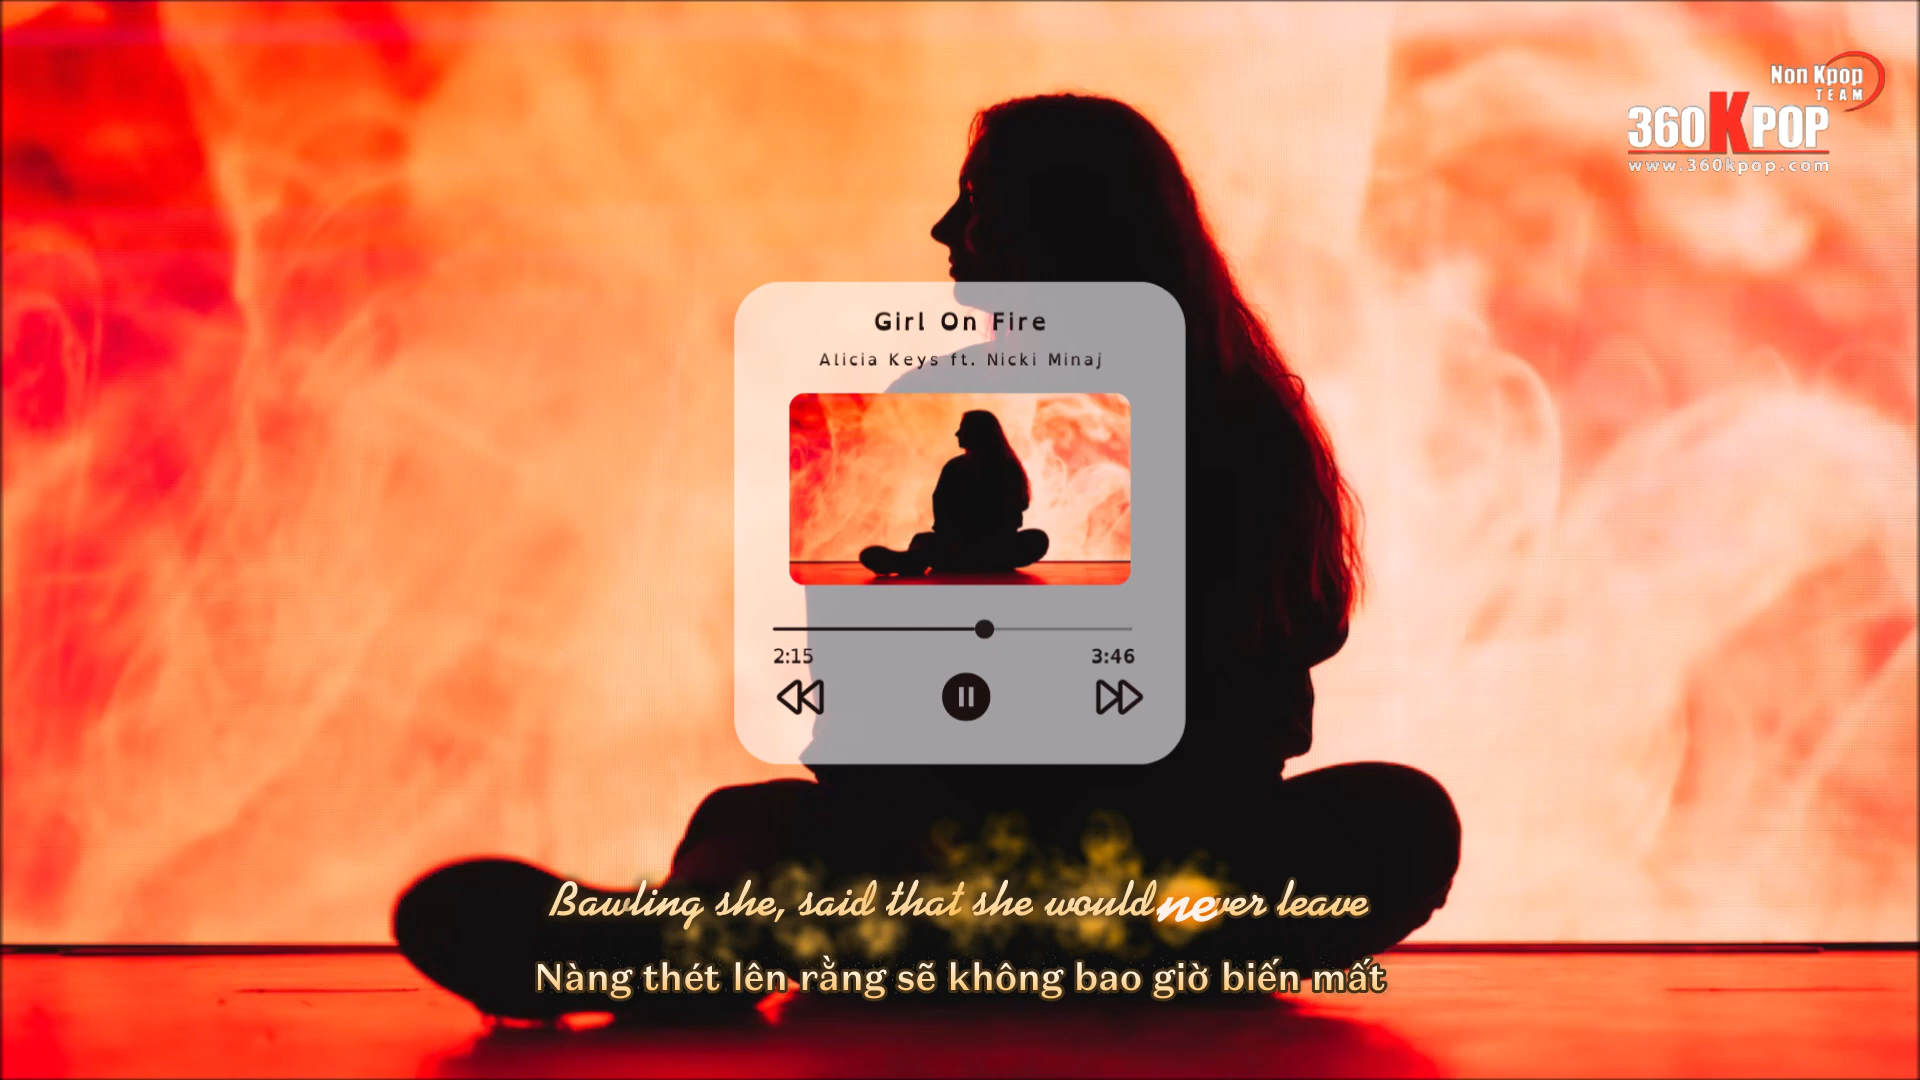 Non Kpop
TEAM
360KPOP
www.360kpop.com
Girl On Fire
Alicia Keys ft. Nicki Minaj
2:15
3:46
Bawling she, said that she would never leave
Nàng thét lên rằng sẽ không bao giờ biến mất